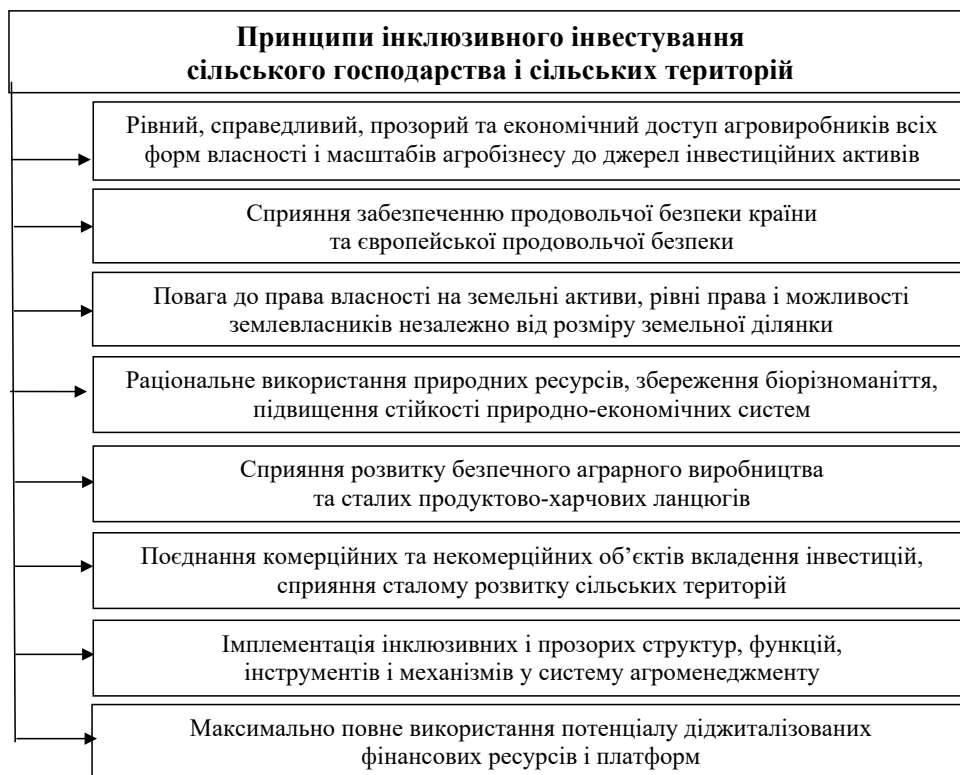 Принципи інклюзивного інвестування
сільського господарства і сільських територій
Рівний, справедливий, прозорий та економічний доступ агровиробників всіх
форм власності і масштабів агробізнесу до джерел інвестиційних активів
Сприяння забезпеченню продовольчої безпеки країни
та європейської продовольчої безпеки
Повага до права власності на земельні активи, рівні права і можливості
землевласників незалежно від розміру земельної ділянки
Раціональне використання природних ресурсів, збереження біорізноманіття,
підвищення стійкості природно-економічних систем
Сприяння розвитку безпечного аграрного виробництва
та сталих продуктово-харчових ланцюгів
Поєднання комерційних та некомерційних об’єктів вкладення інвестицій,
сприяння сталому розвитку сільських територій
Імплементація інклюзивних і прозорих структур, функцій,
інструментів і механізмів у систему агроменеджменту
Максимально повне використання потенціалу діджиталізованих
фінансових ресурсів і платформ